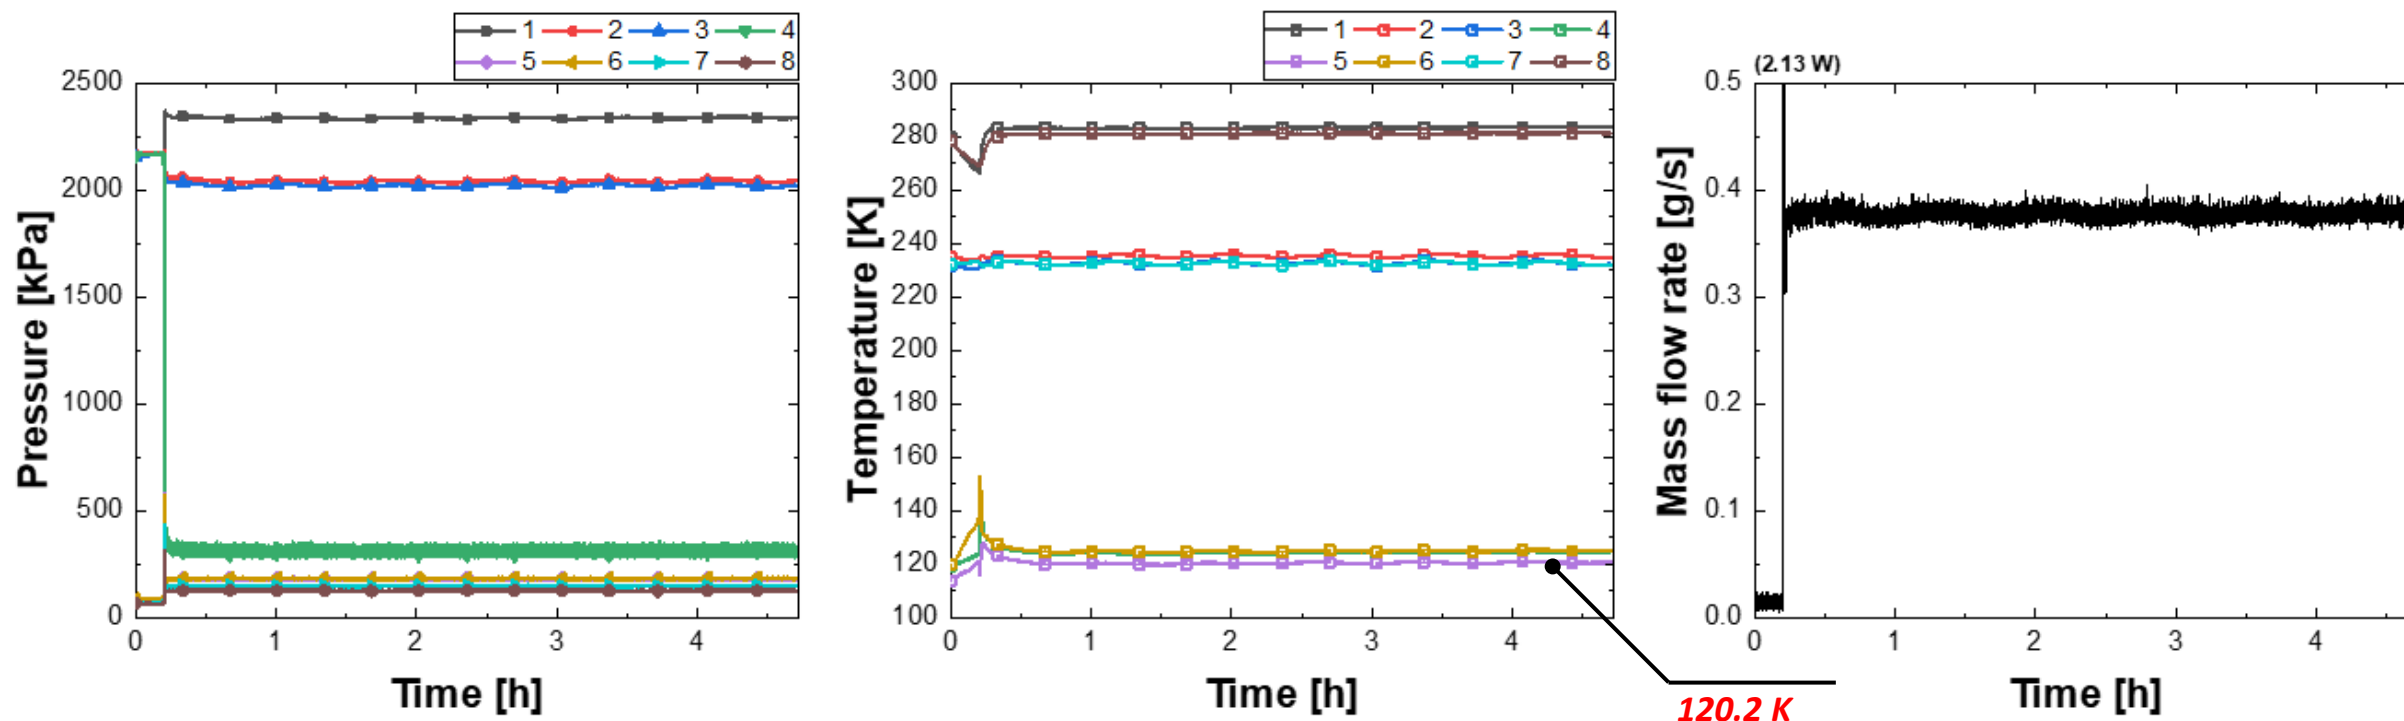 1 2 3 4
5 6 7 8
2500
2000
1500
1000
500
0
0 1 2 3 4
Pressure [kPa]
Time [h]
1 2 3 4
5 6 7 8
300
280
260
240
220
200
180
160
140
120
100
0 1 2 3 4
Temperature [K]
Time [h]
120.2 K
(2.13 W)
0.5
0.4
0.3
0.2
0.1
0.0
0 1 2 3 4
Mass flow rate [g/s]
Time [h]